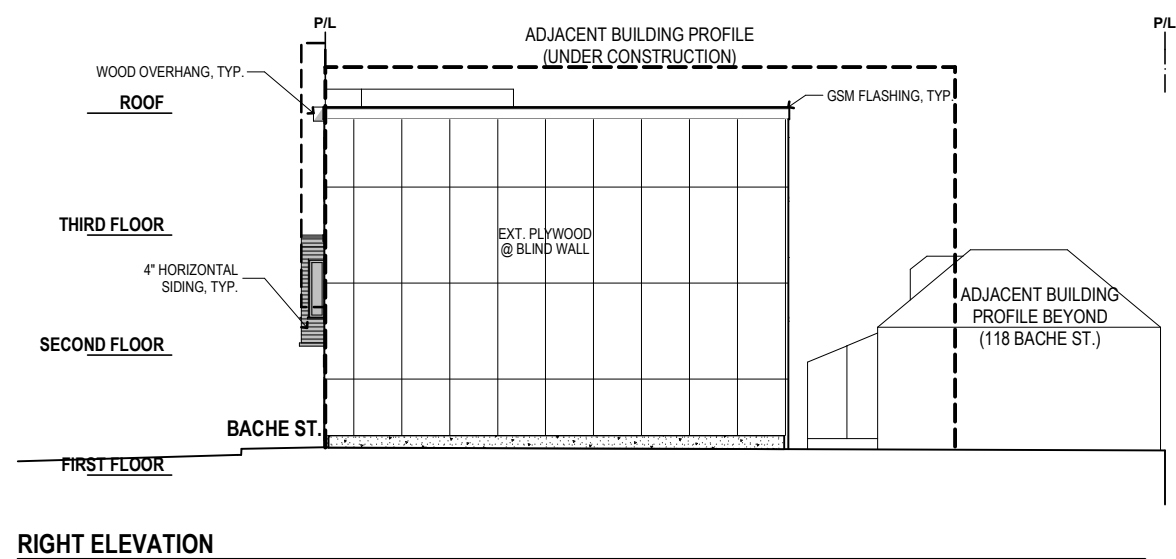 P/L
P/L
ADJACENT BUILDING PROFILE
(UNDER CONSTRUCTION)
WOOD OVERHANG, TYP.
ROOF
GSM FLASHING, TYP.
THIRD FLOOR
EXT. PLYWOOD
@ BLIND WALL
4" HORIZONTAL
SIDING, TYP.
ADJACENT BUILDING
PROFILE BEYOND
(118 BACHE ST.)
SECOND FLOOR
BACHE ST.
FIRST FLOOR
RIGHT ELEVATION